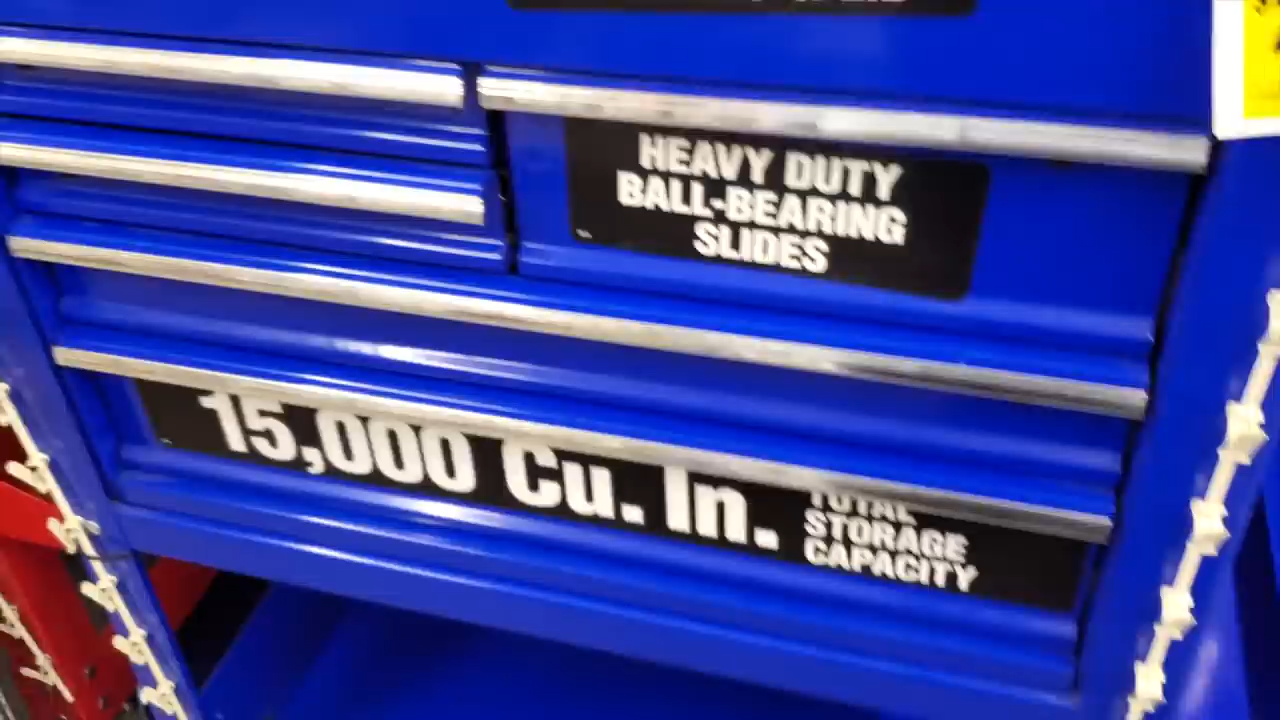 HEAVY DUTY
BALL-BEARING
SLIDES
15,000 Cu. In.
TOTAL
STORAGE
CAPACITY